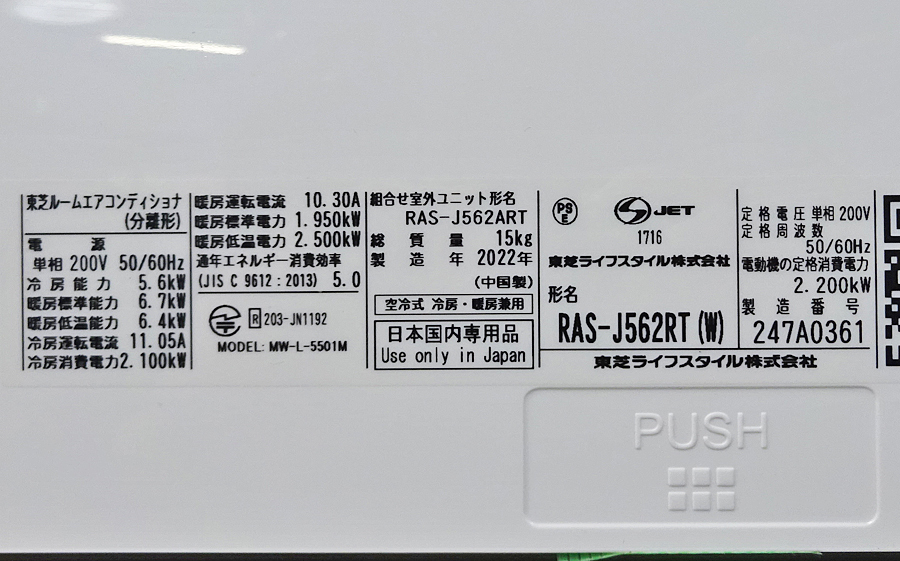 東芝ルームエアコンディショナ
(分離形)
電 源
単相 200V 50/60Hz
冷 房 能 力 5.6kW
暖房標準能力 6.7kW
暖房低温能力 6.4kW
冷房運転電流 11.05A
冷房消費電力 2.100kW
暖房運転電流 10.30A
暖房標準電力 1.950kW
暖房低温電力 2.500kW
通年エネルギー消費効率
(JIS C 9612:2013) 5.0
R 203-JN1192
MODEL: MW-L-5501M
組合せ室外ユニット形名
RAS-J562ART
総 質 量 15kg
製 造 年 2022年
(中国製)
空冷式 冷房・暖房兼用
日本国内専用品
Use only in Japan
PS
E
JET
1716
東芝ライフスタイル株式会社
形名
RAS-J562RT (W)
定 格 電 圧 単相 200V
定 格 周 波 数
50/60Hz
電動機の定格消費電力
2.200kW
製 造 番 号
247A0361
東芝ライフスタイル株式会社
PUSH